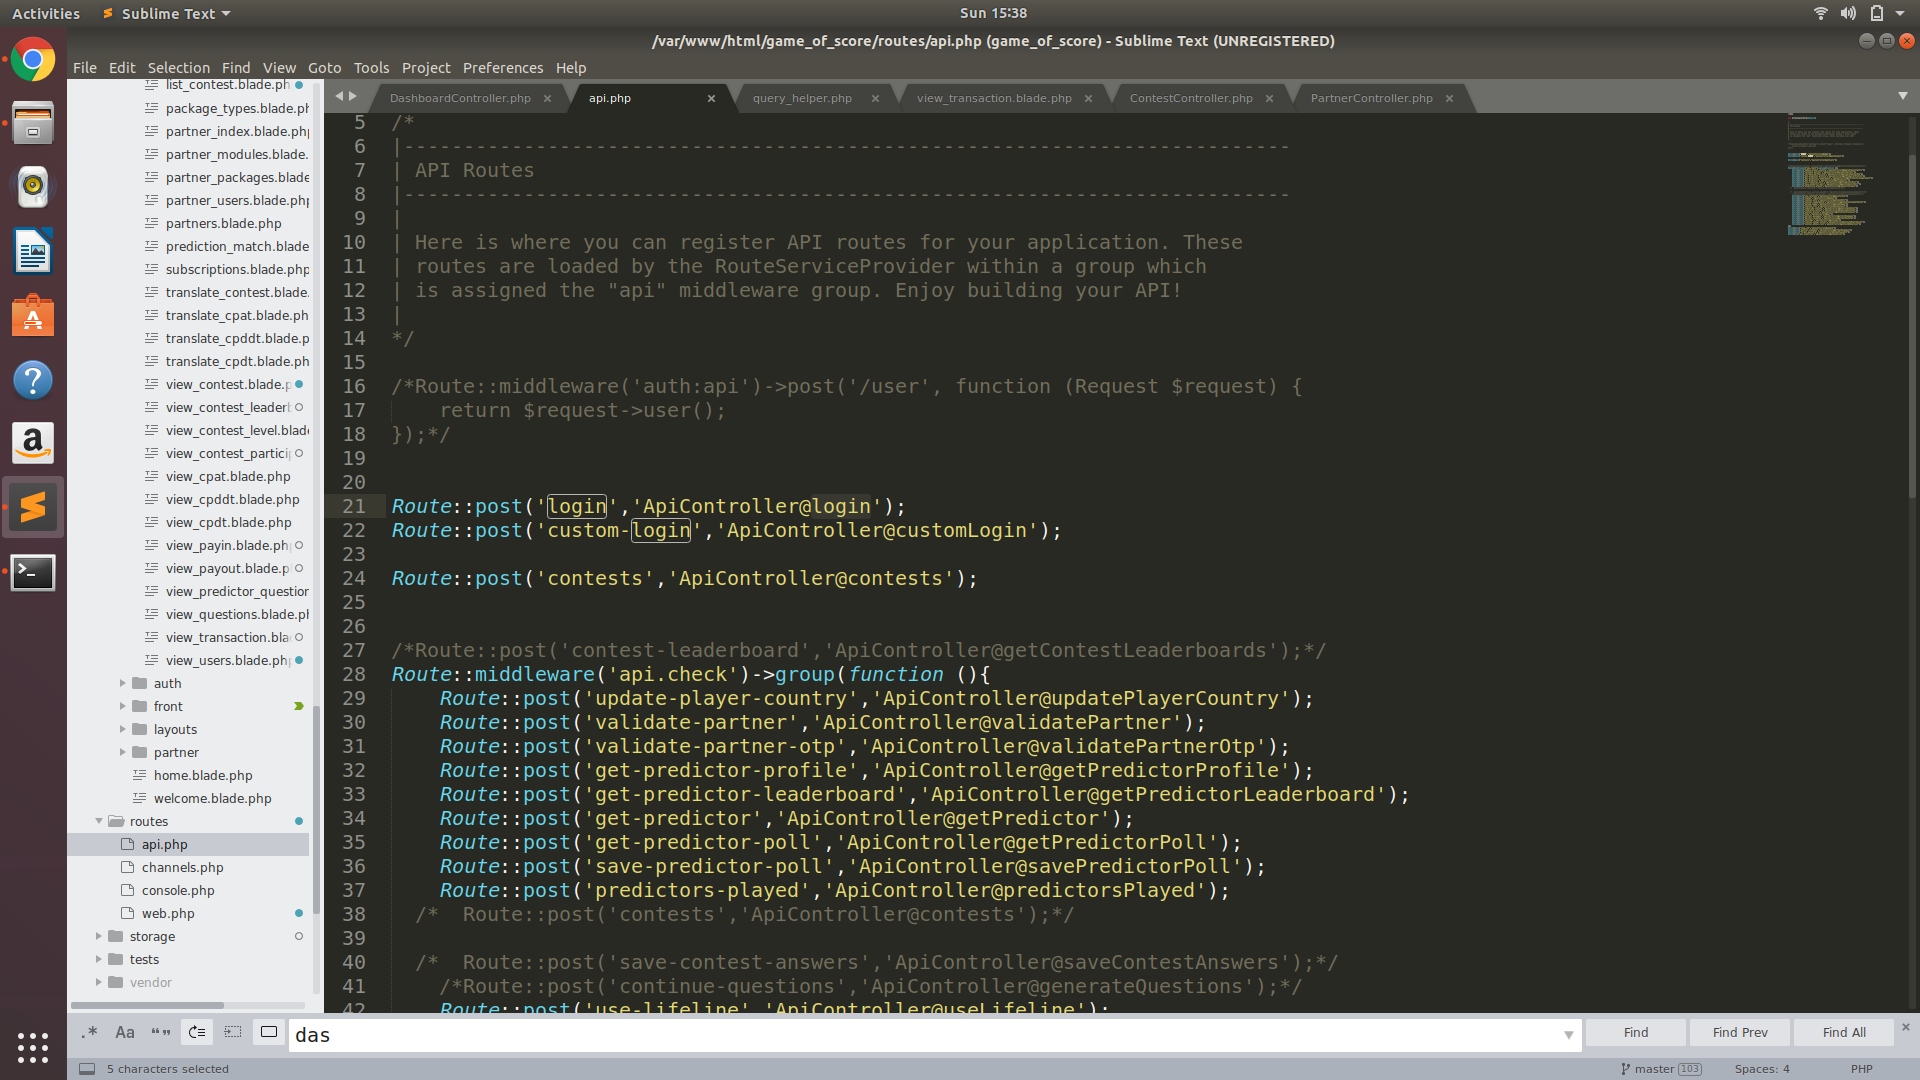 Activities
Sublime Text
Sun 15:38
/var/www/html/game_of_score/routes/api.php (game_of_score) - Sublime Text (UNREGISTERED)
File Edit Selection Find View Goto Tools Project Preferences Help
list_contest.blade.ph
package_types.blade.ph
partner_index.blade.php
partner_modules.blade.
partner_packages.blade
partner_users.blade.php
partners.blade.php
prediction_match.blade
subscriptions.blade.php
translate_contest.blade.
translate_cpat.blade.ph
translate_cpddt.blade.p
translate_cpdt.blade.ph
view_contest.blade.p
view_contest_leaderb
view_contest_level.blade
view_contest_particip
view_cpat.blade.php
view_cpddt.blade.php
view_cpdt.blade.php
view_payin.blade.php
view_payout.blade.p
view_predictor_question
view_questions.blade.ph
view_transaction.bla
view_users.blade.php
auth
front
layouts
partner
home.blade.php
welcome.blade.php
routes
api.php
channels.php
console.php
web.php
storage
tests
vendor
DashboardController.php × api.php × query_helper.php × view_transaction.blade.php × ContestController.php × PartnerController.php ×
5 /*
6 |--------------------------------------------------------------------------
7 | API Routes
8 |--------------------------------------------------------------------------
9 |
10 | Here is where you can register API routes for your application. These
11 | routes are loaded by the RouteServiceProvider within a group which
12 | is assigned the "api" middleware group. Enjoy building your API!
13 |
14 */
15
16 /*Route::middleware('auth:api')->post('/user', function (Request $request) {
17     return $request->user();
18 });*/
19
20
21 Route::post('login','ApiController@login');
22 Route::post('custom-login','ApiController@customLogin');
23
24 Route::post('contests','ApiController@contests');
25
26
27 /*Route::post('contest-leaderboard','ApiController@getContestLeaderboards');*/
28 Route::middleware('api.check')->group(function (){
29     Route::post('update-player-country','ApiController@updatePlayerCountry');
30     Route::post('validate-partner','ApiController@validatePartner');
31     Route::post('validate-partner-otp','ApiController@validatePartnerOtp');
32     Route::post('get-predictor-profile','ApiController@getPredictorProfile');
33     Route::post('get-predictor-leaderboard','ApiController@getPredictorLeaderboard');
34     Route::post('get-predictor','ApiController@getPredictor');
35     Route::post('get-predictor-poll','ApiController@getPredictorPoll');
36     Route::post('save-predictor-poll','ApiController@savePredictorPoll');
37     Route::post('predictors-played','ApiController@predictorsPlayed');
38   /*  Route::post('contests','ApiController@contests');*/
39
40   /*  Route::post('save-contest-answers','ApiController@saveContestAnswers');*/
41     /*Route::post('continue-questions','ApiController@generateQuestions');*/
42     Route::post('use-lifeline','ApiController@useLifeline');
.* Aa “” das Find Find Prev Find All ×
5 characters selected
master 103 Spaces: 4 PHP